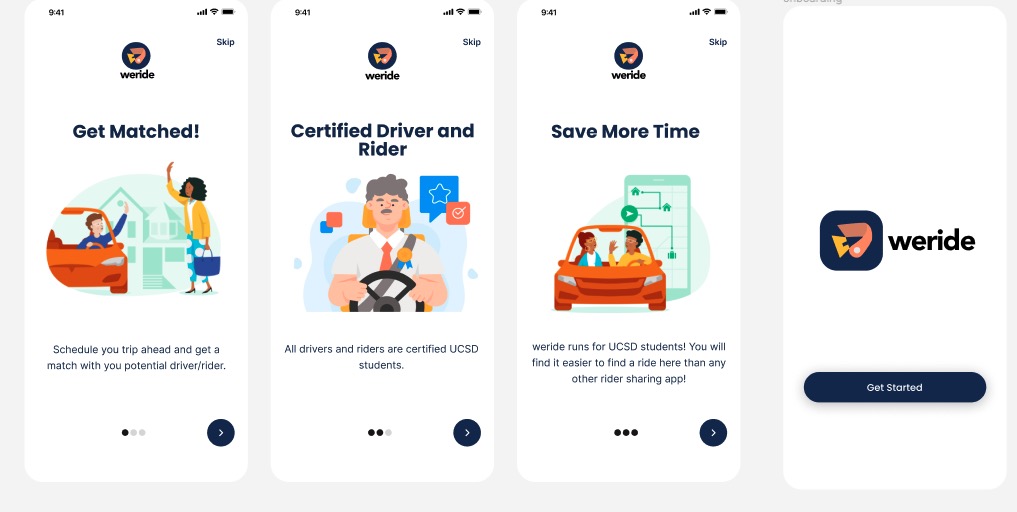 9:41
Skip
weride
Get Matched!
Schedule you trip ahead and get a
match with you potential driver/rider.
9:41
Skip
weride
Certified Driver and
Rider
All drivers and riders are certified UCSD
students.
9:41
Skip
weride
Save More Time
weride runs for UCSD students! You will
find it easier to find a ride here than any
other rider sharing app!
onboarding
weride
Get Started